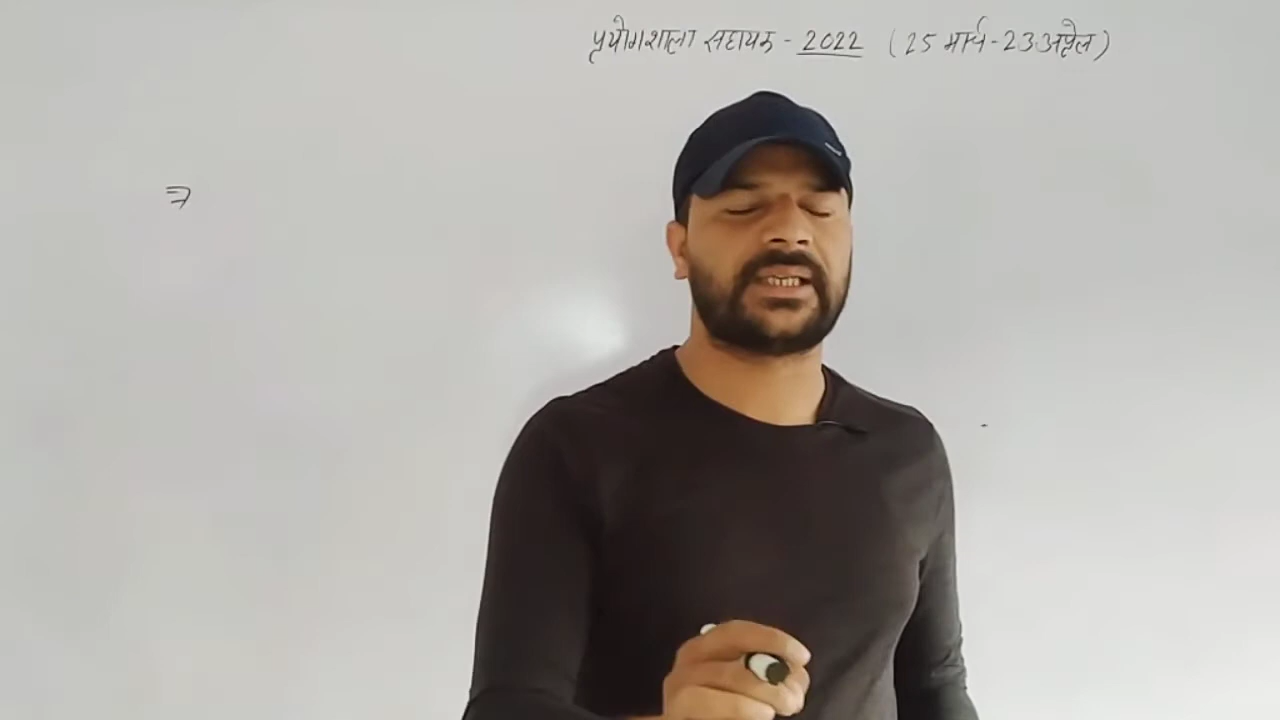 प्रयोगशाला सहायक - 2022 (25 मार्च - 23 अप्रेल)